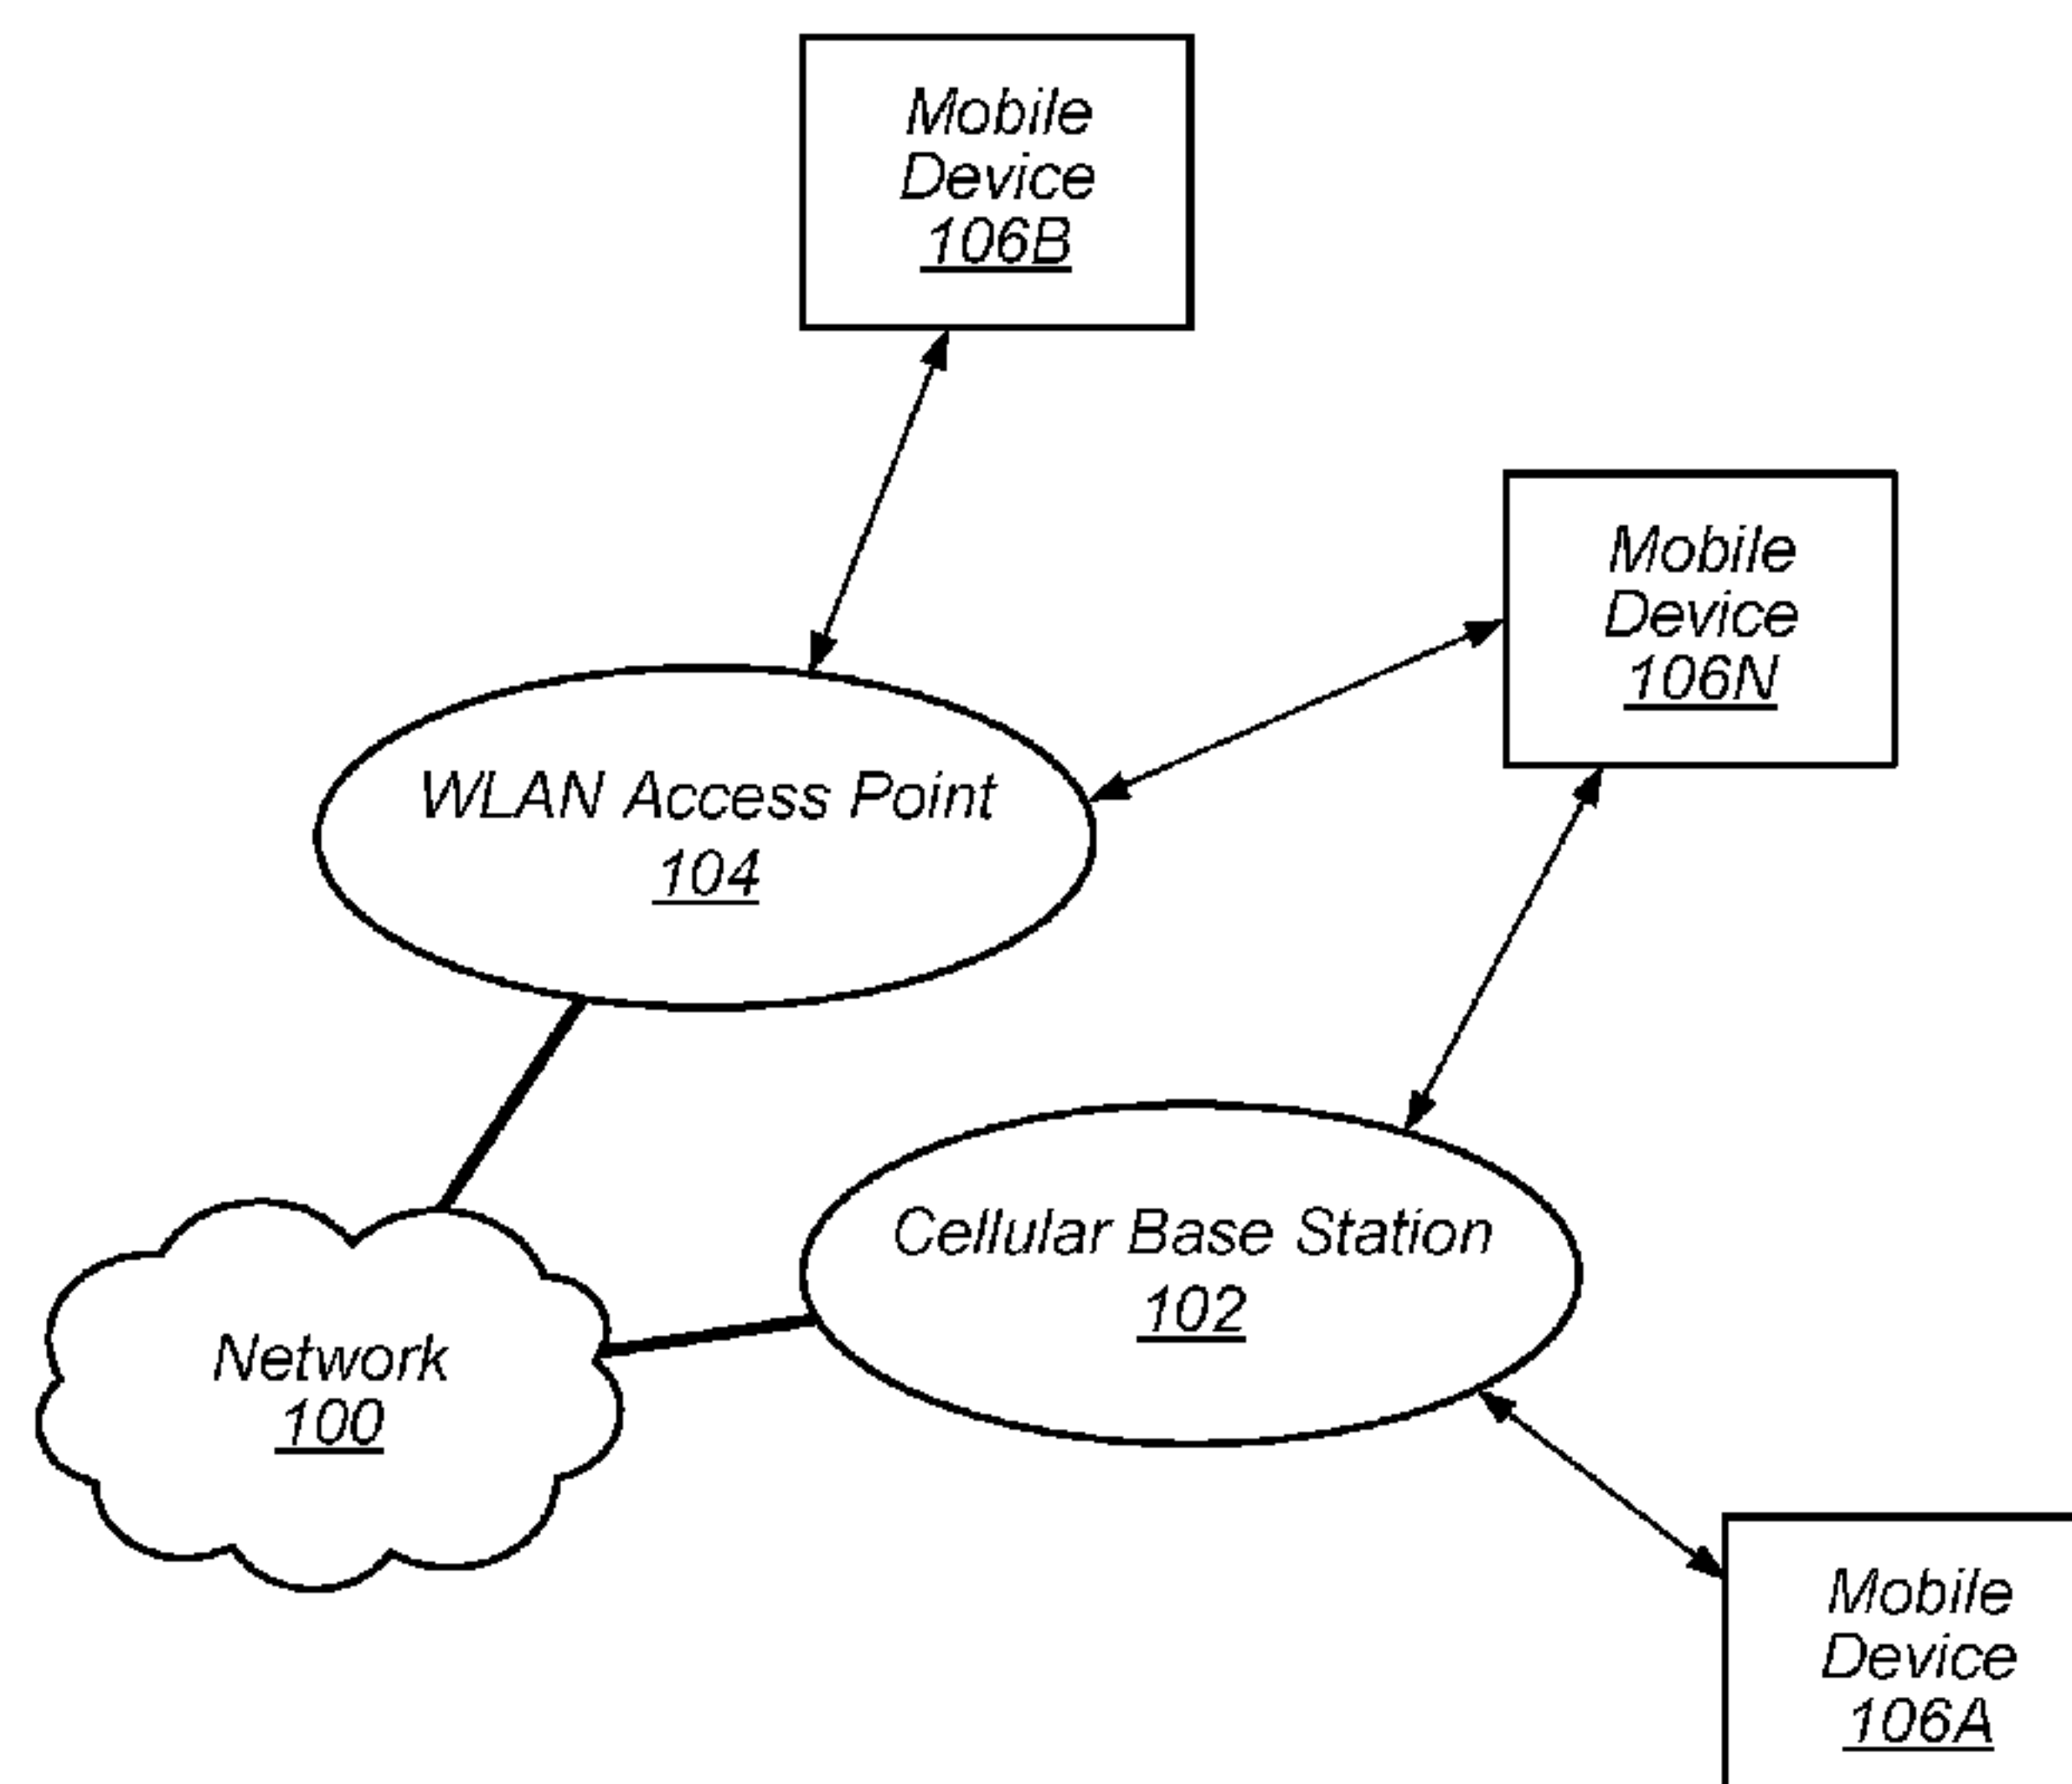 Mobile
Device
106B
Mobile
Device
106N
WLAN Access Point
104
Cellular Base Station
102
Network
100
Mobile
Device
106A